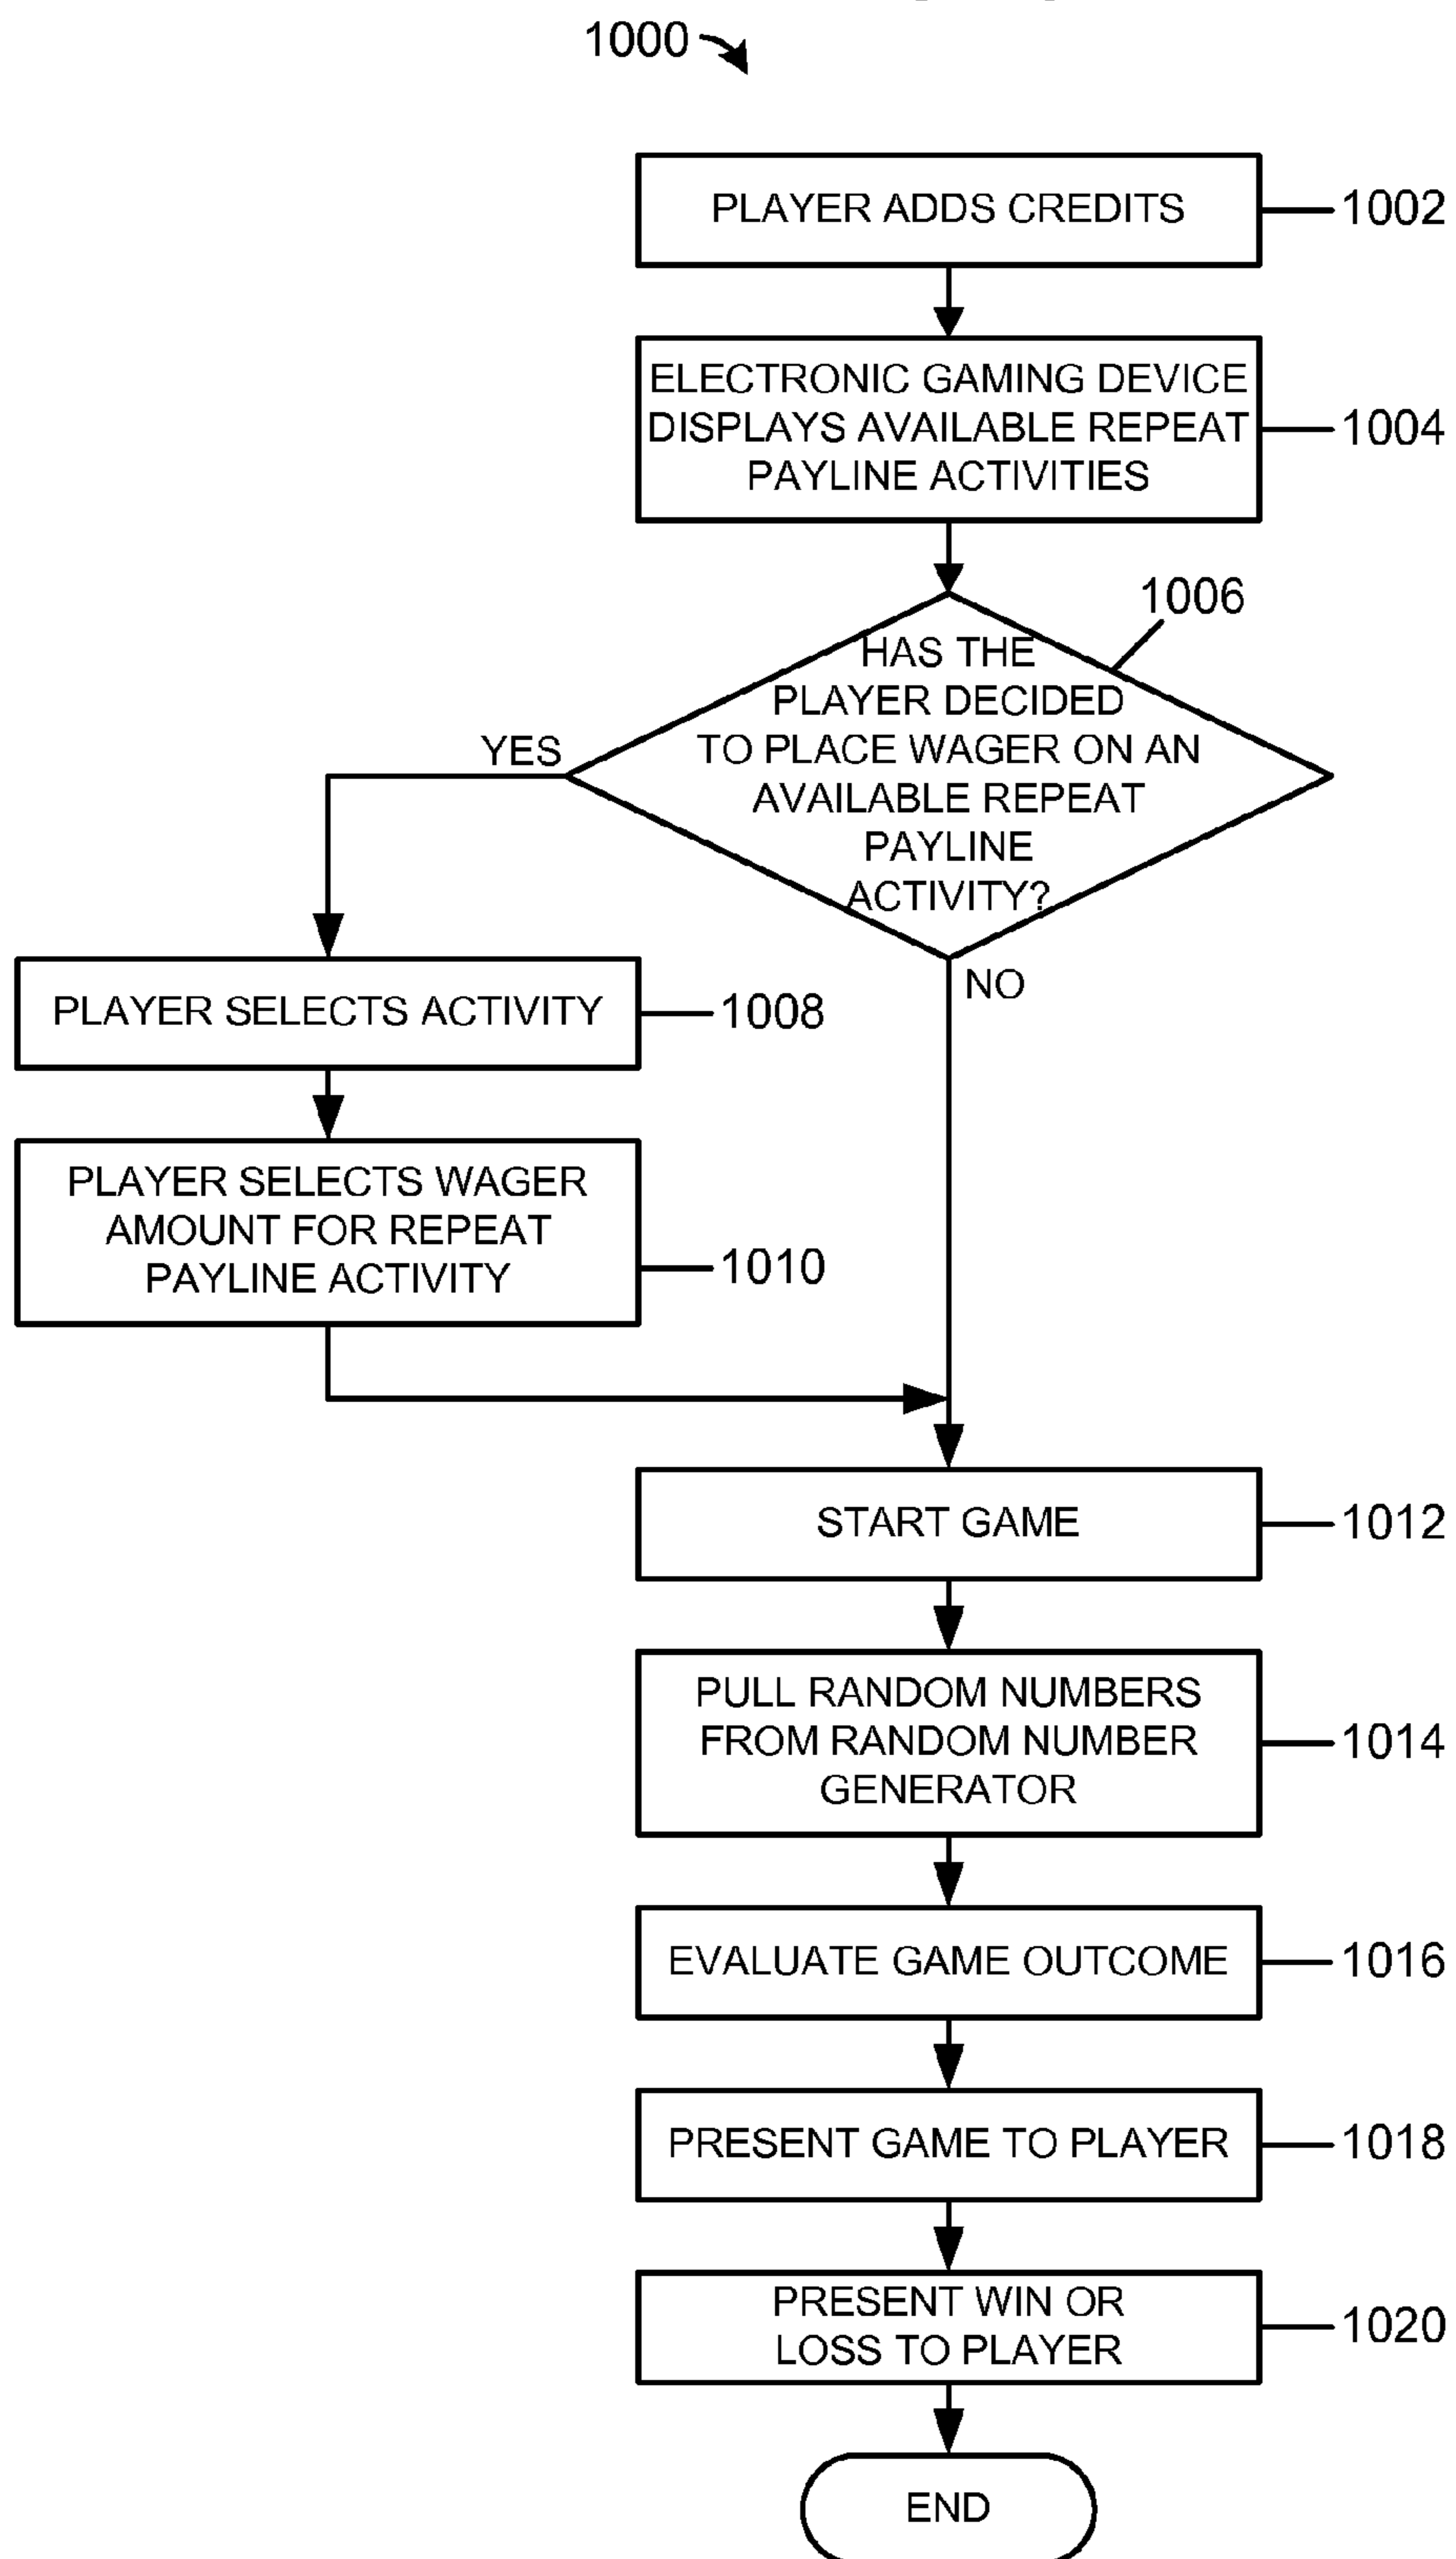 1000
PLAYER ADDS CREDITS
1002
ELECTRONIC GAMING DEVICE
DISPLAYS AVAILABLE REPEAT
PAYLINE ACTIVITIES
1004
1006
HAS THE
PLAYER DECIDED
TO PLACE WAGER ON AN
AVAILABLE REPEAT
PAYLINE
ACTIVITY?
YES
NO
PLAYER SELECTS ACTIVITY
1008
PLAYER SELECTS WAGER
AMOUNT FOR REPEAT
PAYLINE ACTIVITY
1010
START GAME
1012
PULL RANDOM NUMBERS
FROM RANDOM NUMBER
GENERATOR
1014
EVALUATE GAME OUTCOME
1016
PRESENT GAME TO PLAYER
1018
PRESENT WIN OR
LOSS TO PLAYER
1020
END